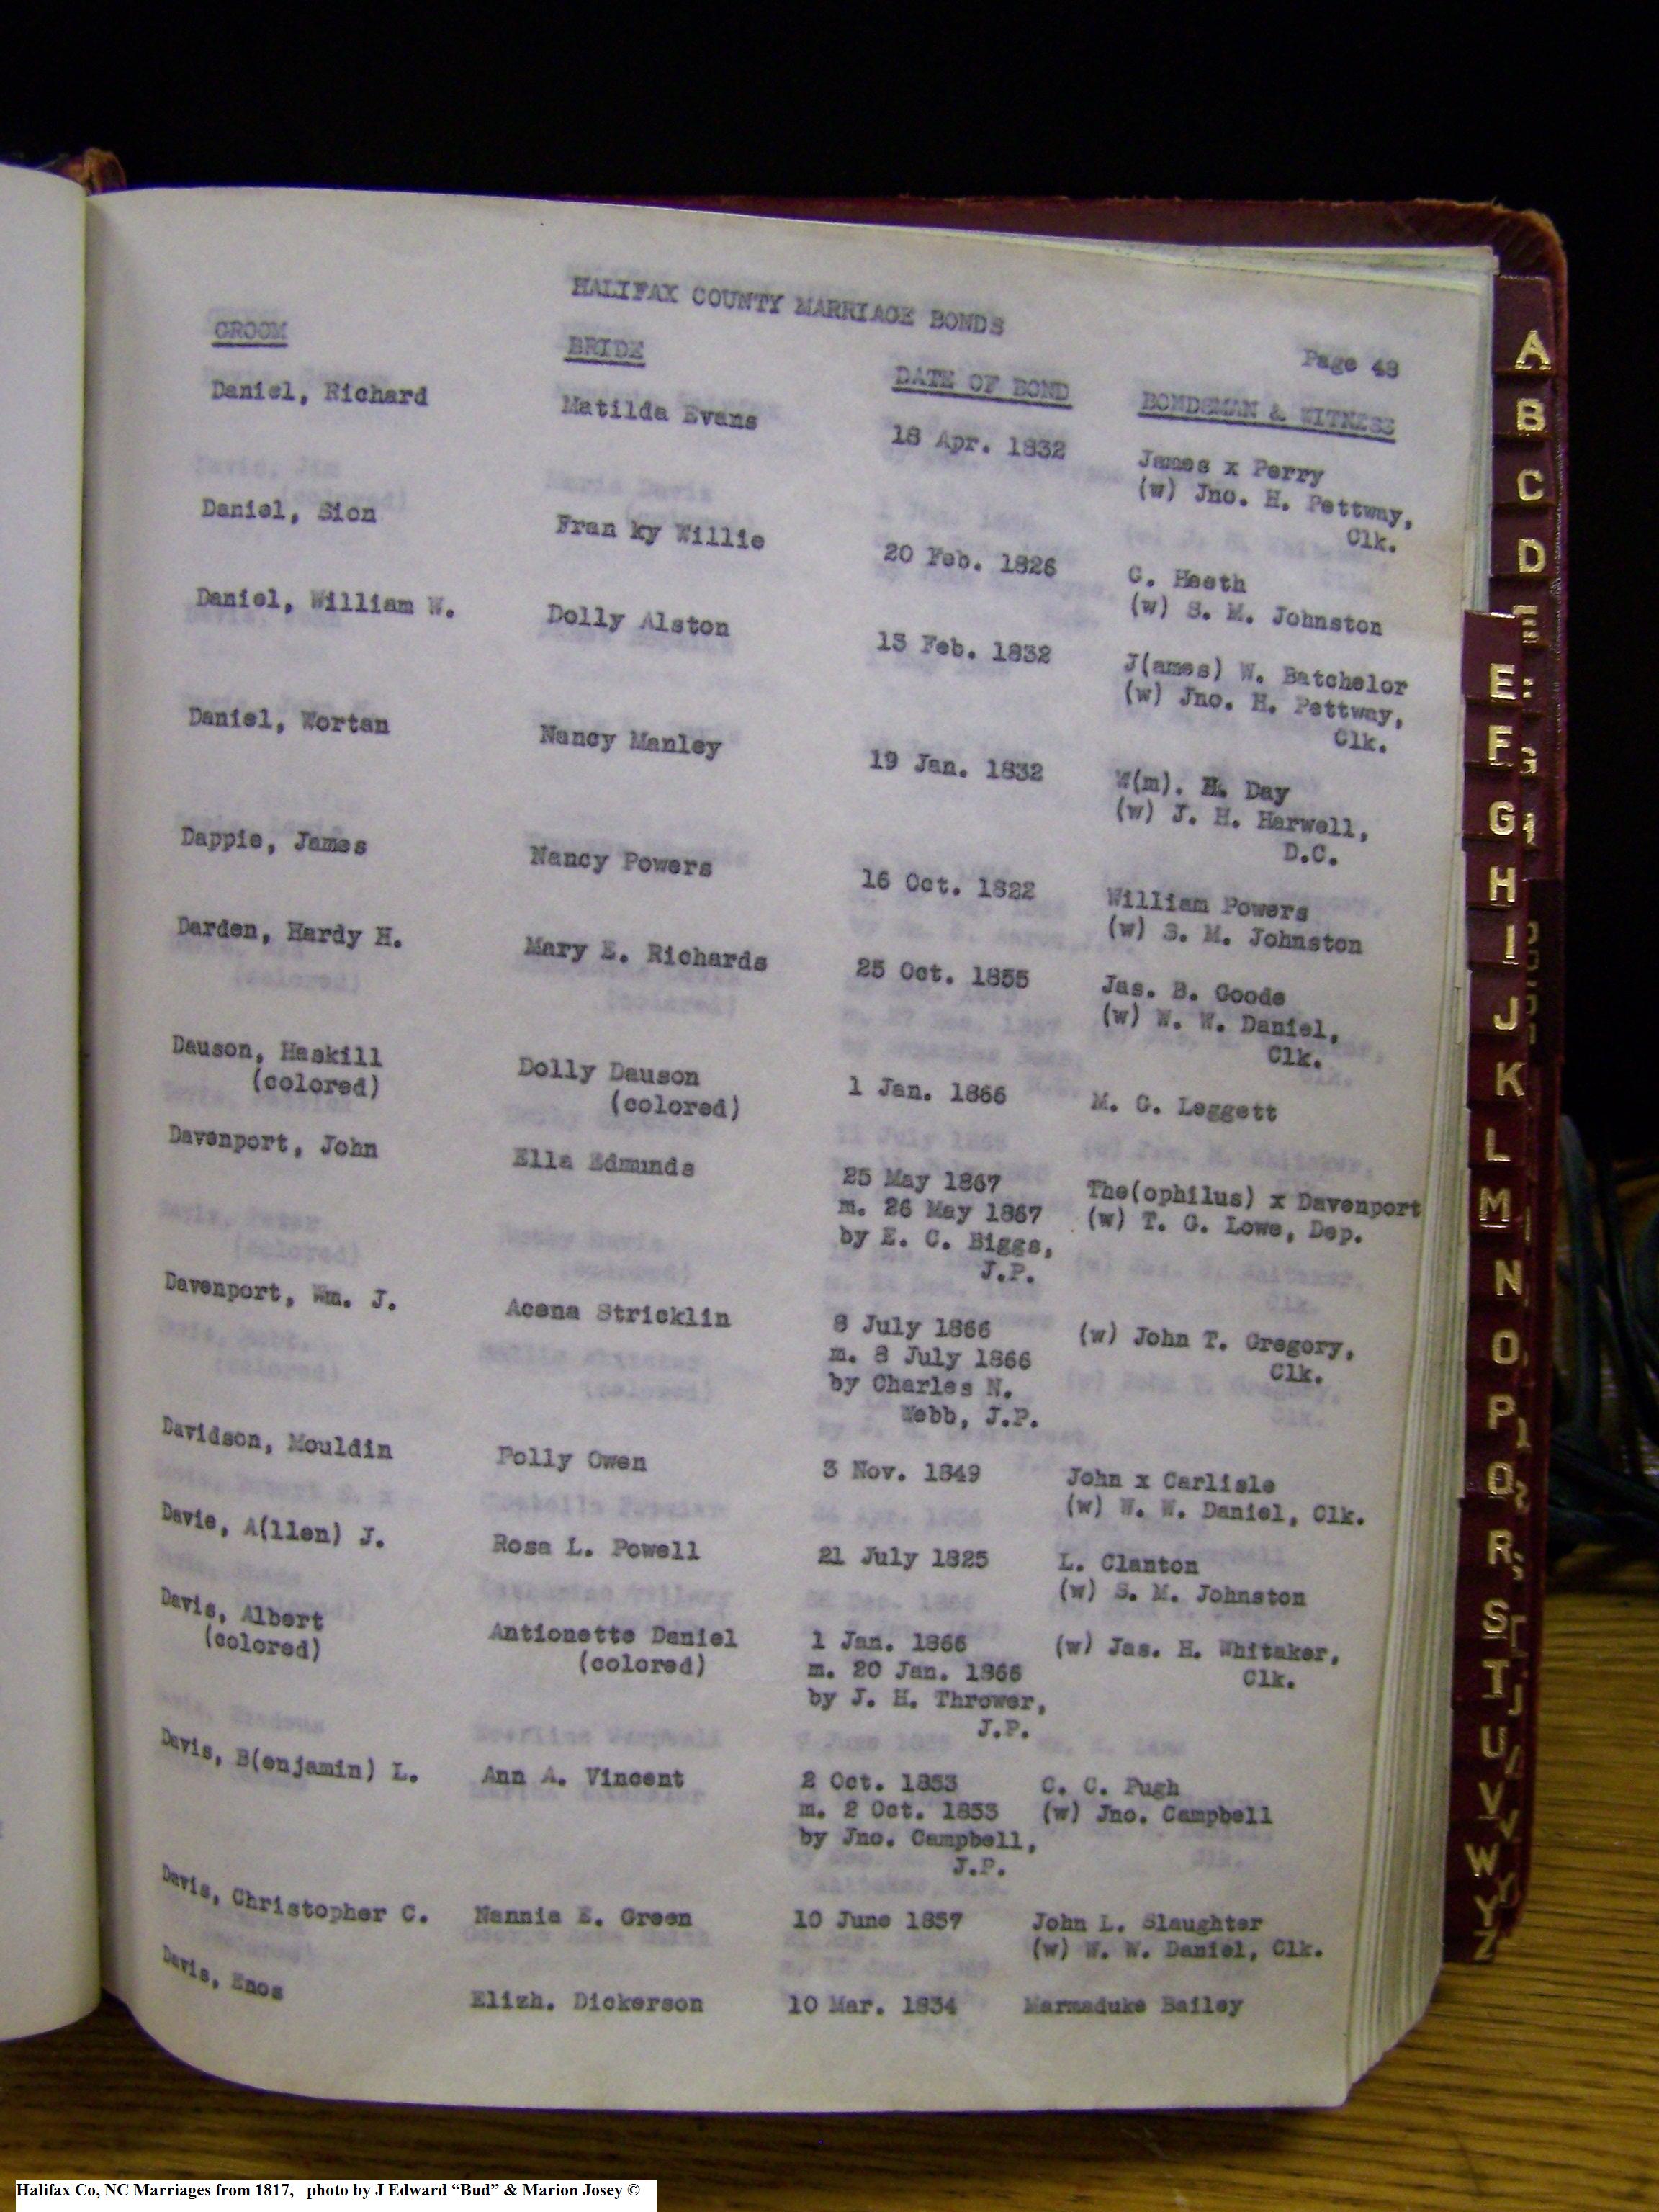 HALIFAX COUNTY MARRIAGE BONDS
Page 48
GROOM BRIDE DATE OF BOND BONDSMAN & WITNESS
Daniel, Richard Matilda Evans 18 Apr. 1832 James x Perry
(w) Jno. H. Pettway,
Clk.
Daniel, Sion Fran ky Willie 20 Feb. 1826 C. Heeth
(w) S. M. Johnston
Daniel, William W. Dolly Alston 13 Feb. 1832 J(ames) W. Batchelor
(w) Jno. H. Pettway,
Clk.
Daniel, Wortan Nancy Manley 19 Jan. 1832 W(m). H. Day
(w) J. H. Harwell,
D.C.
Dappie, James Nancy Powers 16 Oct. 1822 William Powers
(w) S. M. Johnston
Darden, Hardy H. Mary E. Richards 25 Oct. 1855 Jas. B. Goode
(w) W. W. Daniel,
Clk.
Dauson, Haskill Dolly Dauson 1 Jan. 1866 M. C. Leggett
(colored) (colored)
Davenport, John Ella Edmunds 25 May 1867 The(ophilus) x Davenport
m. 26 May 1867 (w) T. G. Lowe, Dep.
by E. C. Biggs,
J.P.
Davenport, Wm. J. Acena Stricklin 8 July 1866 (w) John T. Gregory,
m. 8 July 1866 Clk.
by Charles N.
Webb, J.P.
Davidson, Mouldin Polly Owen 3 Nov. 1849 John x Carlisle
(w) W. W. Daniel, Clk.
Davie, A(llen) J. Rosa L. Powell 21 July 1825 L. Clanton
(w) S. M. Johnston
Davis, Albert Antionette Daniel 1 Jan. 1866 (w) Jas. H. Whitaker,
(colored) (colored) m. 20 Jan. 1866 Clk.
by J. H. Thrower,
J.P.
Davis, B(enjamin) L. Ann A. Vincent 2 Oct. 1853 C. C. Pugh
m. 2 Oct. 1853 (w) Jno. Campbell
by Jno. Campbell,
J.P.
Davis, Christopher C. Nannie E. Green 10 June 1857 John L. Slaughter
(w) W. W. Daniel, Clk.
Davis, Enos Elizh. Dickerson 10 Mar. 1834 Marmaduke Bailey
A
B
C
D
E
E
F
G
H
I
J
K
L
M
N
O
P
Q
R
S
T
U
V
W
Y
Z
Halifax Co, NC Marriages from 1817, photo by J Edward “Bud” & Marion Josey ©